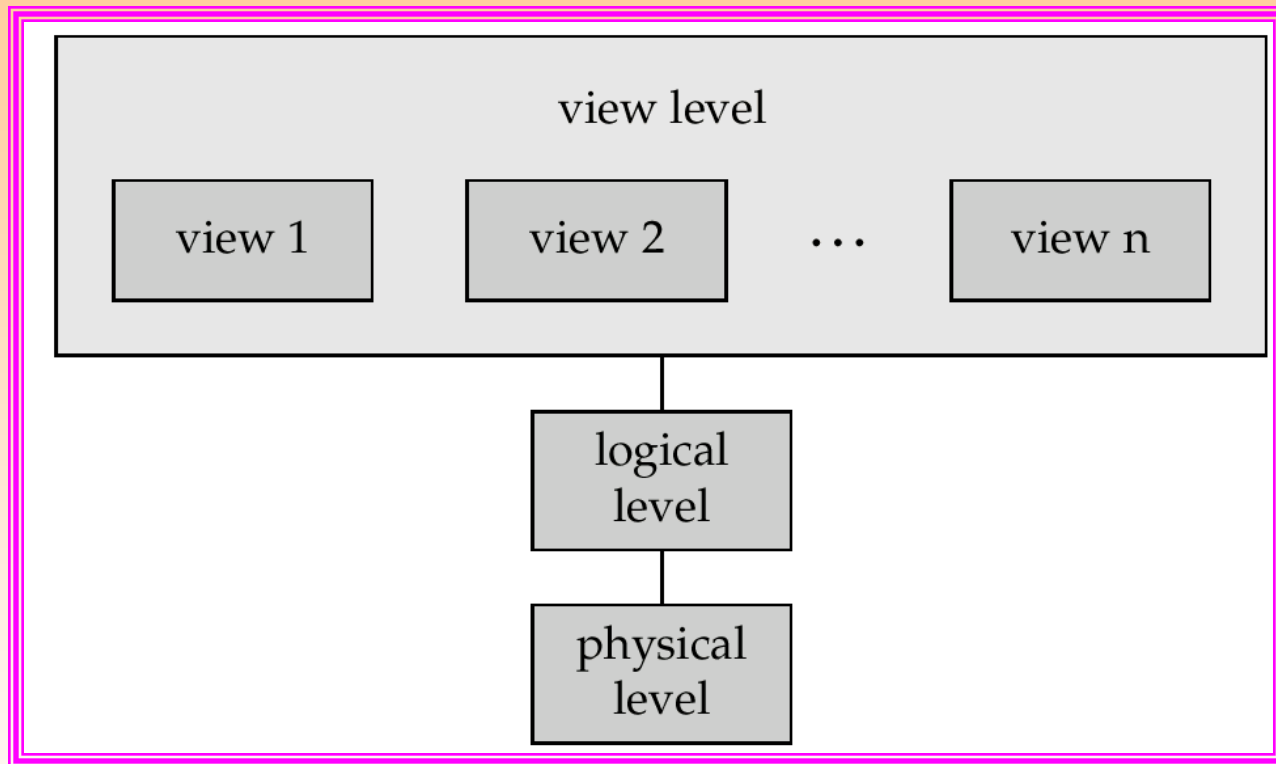 view level
view 1
view 2
...
view n
logical
level
physical
level